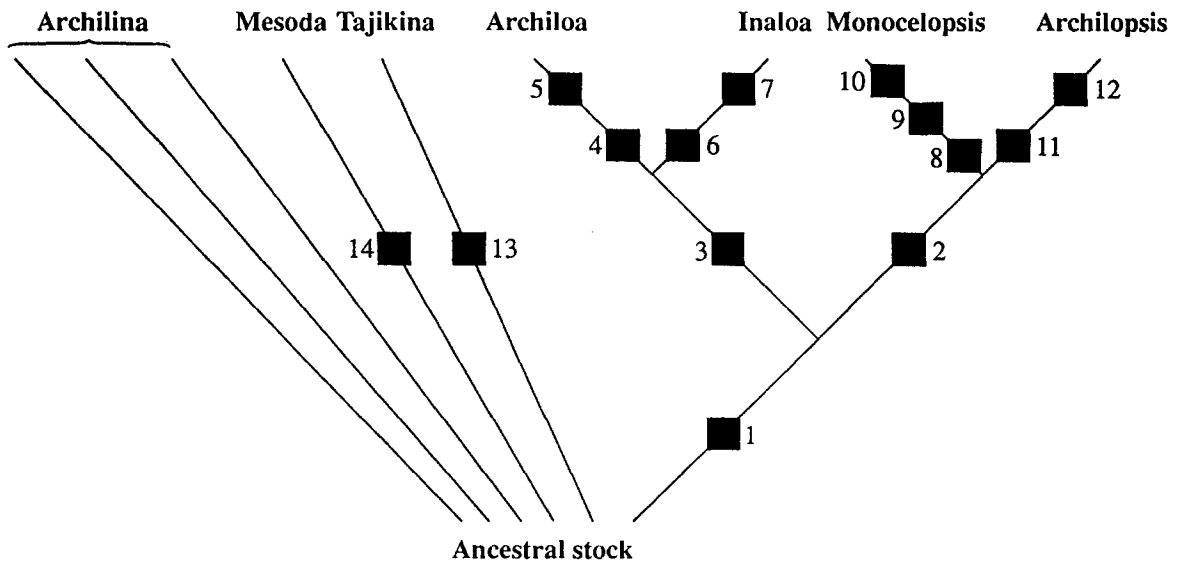 Archilina Mesoda Tajikina Archiloa Inaloa Monocelopsis Archilopsis
5 7 10 12
9
4 6 8 11
14 13 3 2
1
Ancestral stock